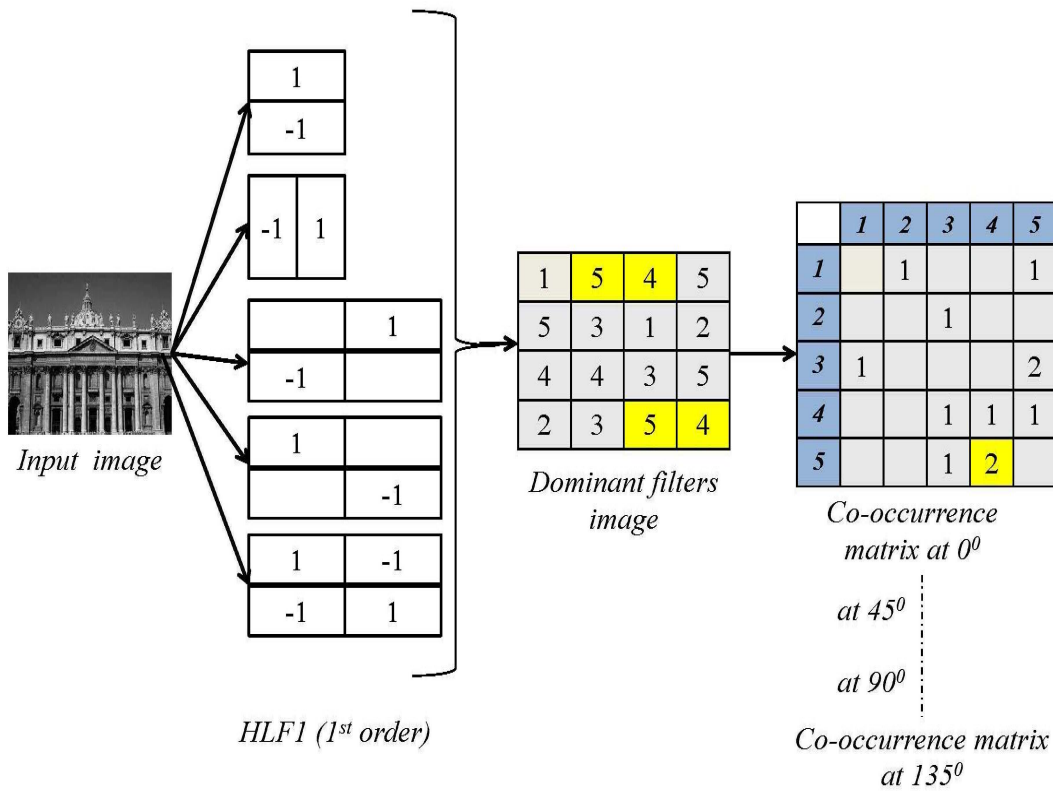 1
-1
-1 1
1
-1
1
-1
1 -1
-1 1
Input image
HLF1 (1st order)
1 5 4 5
5 3 1 2
4 4 3 5
2 3 5 4
Dominant filters
image
1 2 3 4 5
1 1 1
2 1
3 1 2
4 1 1 1
5 1 2
Co-occurrence
matrix at 0⁰
at 45⁰
at 90⁰
Co-occurrence matrix
at 135⁰